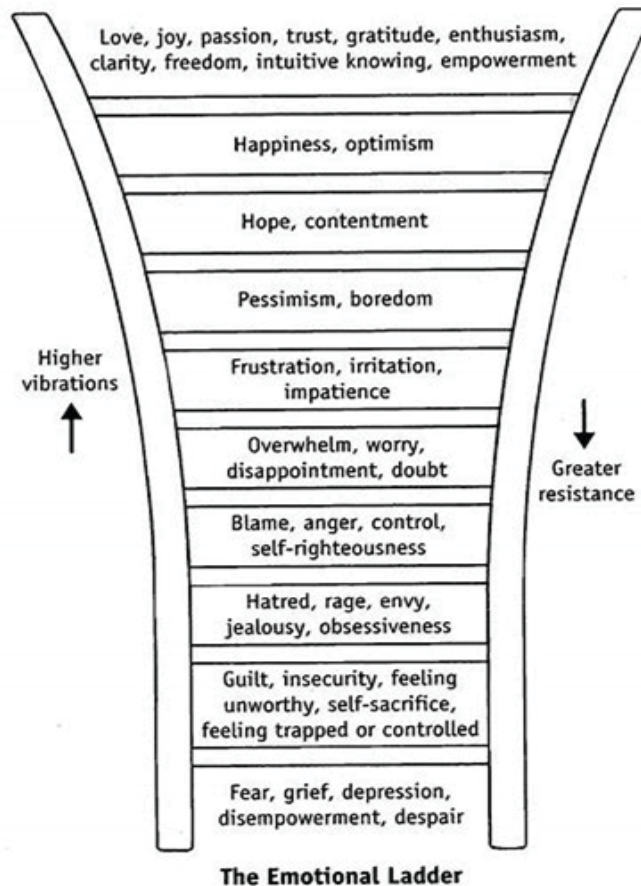 Love, joy, passion, trust, gratitude, enthusiasm,
clarity, freedom, intuitive knowing, empowerment
Happiness, optimism
Hope, contentment
Pessimism, boredom
Higher
vibrations
Frustration, irritation,
impatience
Overwhelm, worry,
disappointment, doubt
Greater
resistance
Blame, anger, control,
self-righteousness
Hatred, rage, envy,
jealousy, obsessiveness
Guilt, insecurity, feeling
unworthy, self-sacrifice,
feeling trapped or controlled
Fear, grief, depression,
disempowerment, despair
The Emotional Ladder